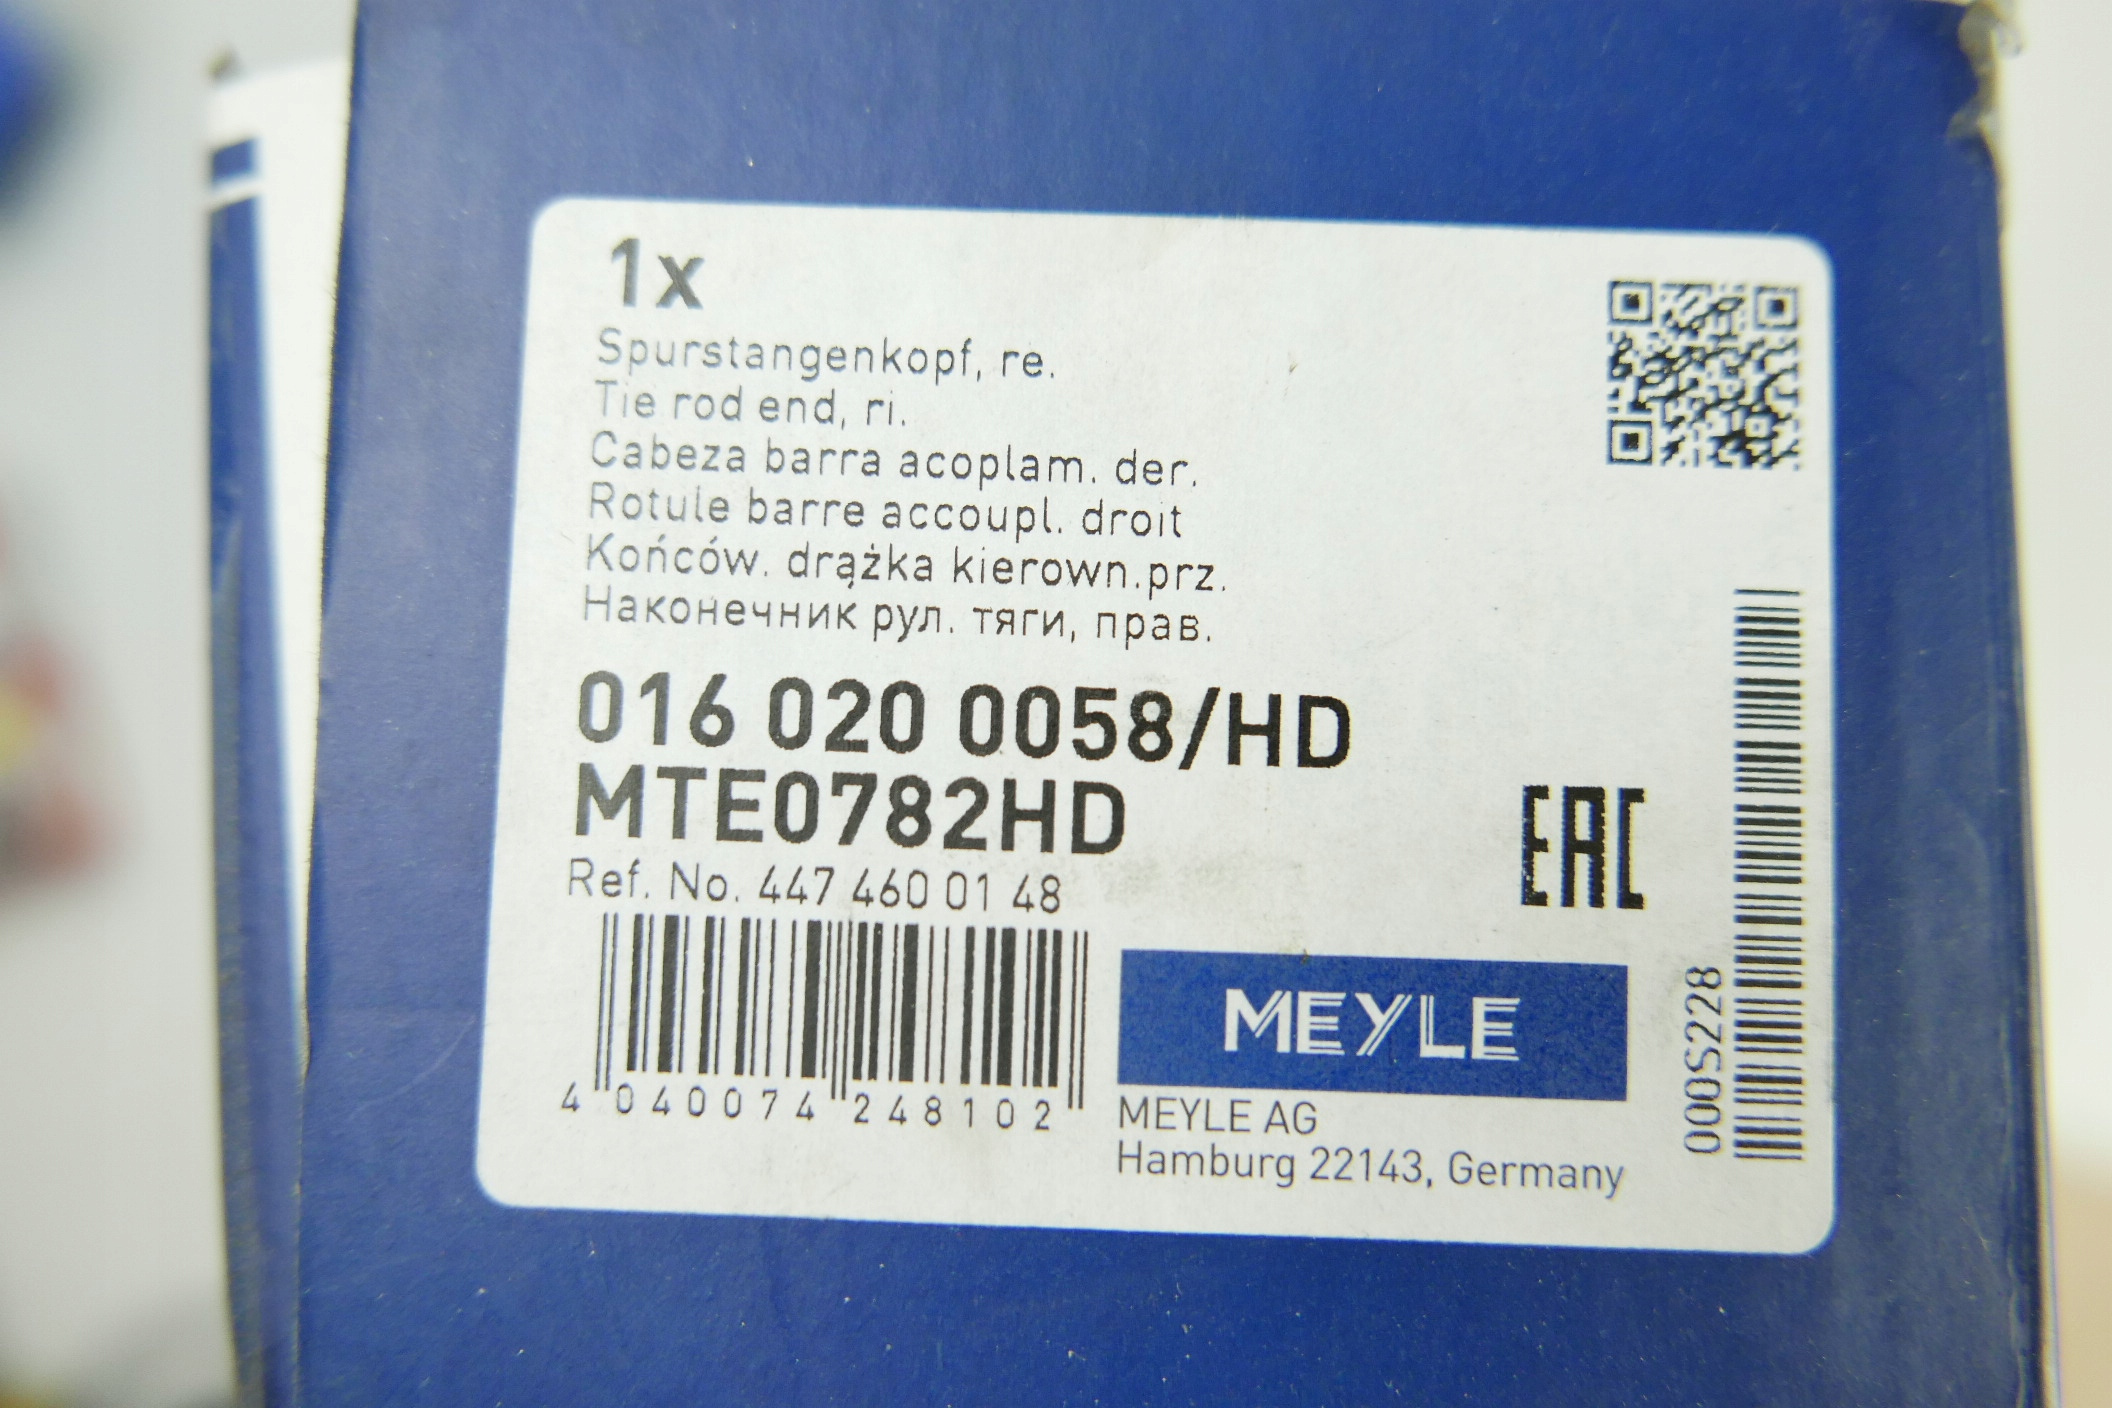 1x
Spurstangenkopf, re.
Tie rod end, ri.
Cabeza barra acoplam. der.
Rotule barre accoupl. droit
Końców. drążka kierown.prz.
Наконечник рул. тяги, прав.
016 020 0058/HD
MTE0782HD
Ref. No. 447 460 01 48
4 040074 248102
EAC
MEYLE
MEYLE AG
Hamburg 22143, Germany
000S228